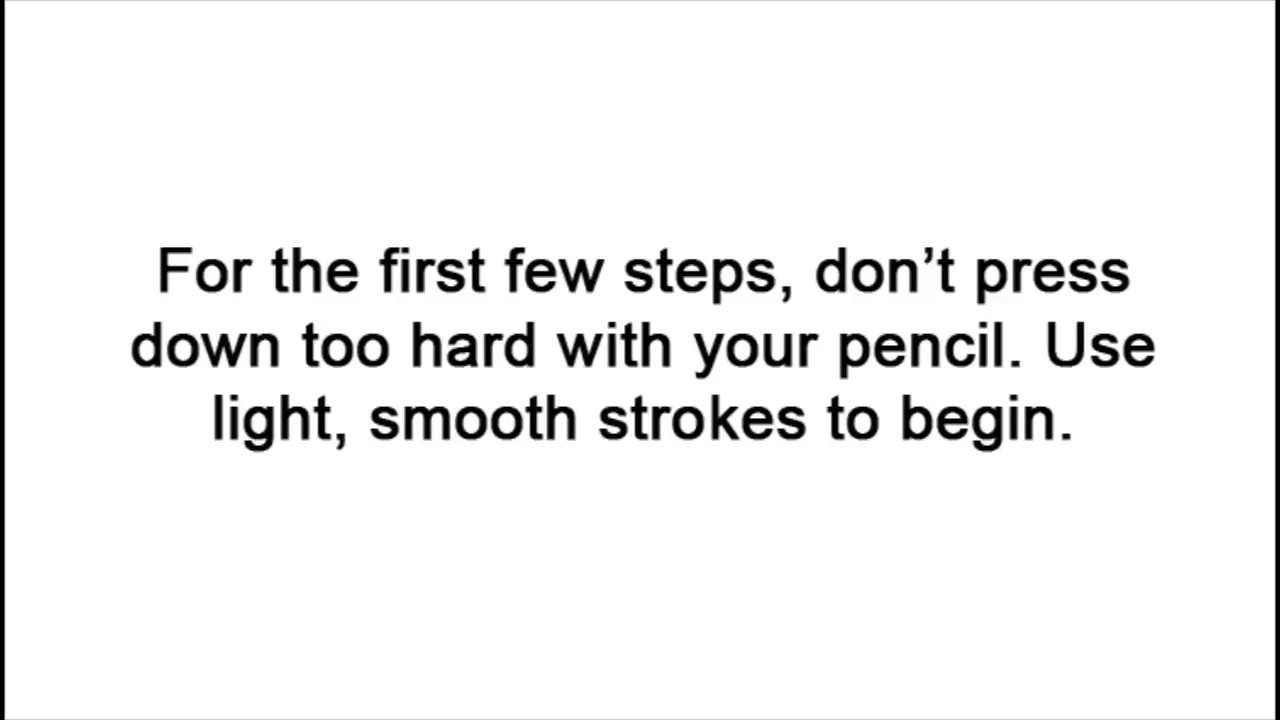 For the first few steps, don’t press
down too hard with your pencil. Use
light, smooth strokes to begin.